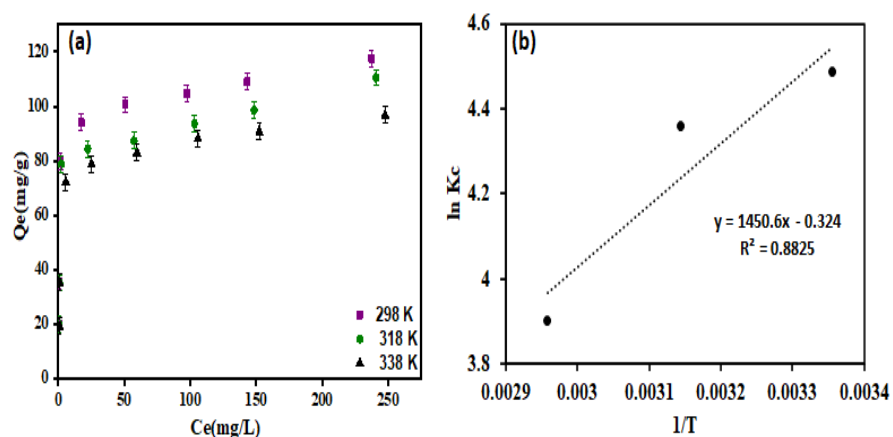 (a)
120
100
80
60
40
20
0
Qe(mg/g)
0 50 100 150 200 250
Ce(mg/L)
298 K
318 K
338 K
(b)
4.6
4.4
4.2
4
3.8
ln Kc
y = 1450.6x - 0.324
R² = 0.8825
0.0029 0.003 0.0031 0.0032 0.0033 0.0034
1/T